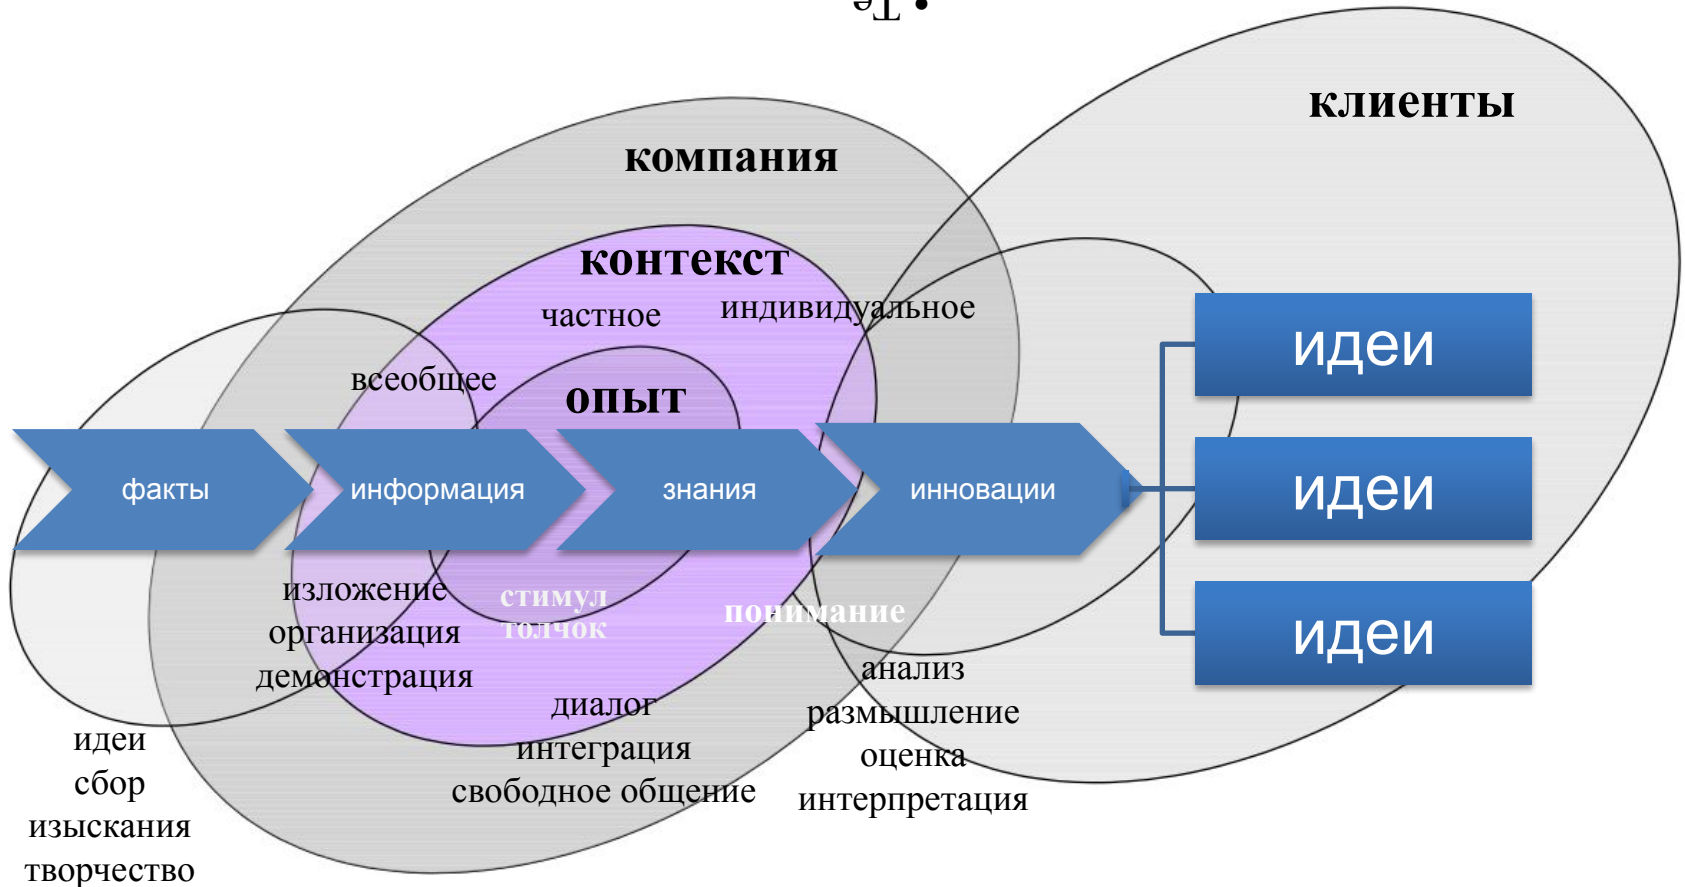 • Те
клиенты
компания
контекст
частное
индивидуальное
всеобщее
опыт
факты
информация
знания
инновации
идеи
идеи
идеи
изложение
организация
демонстрация
стимул
толчок
понимание
диалог
интеграция
свободное общение
анализ
размышление
оценка
интерпретация
идеи
сбор
изыскания
творчество